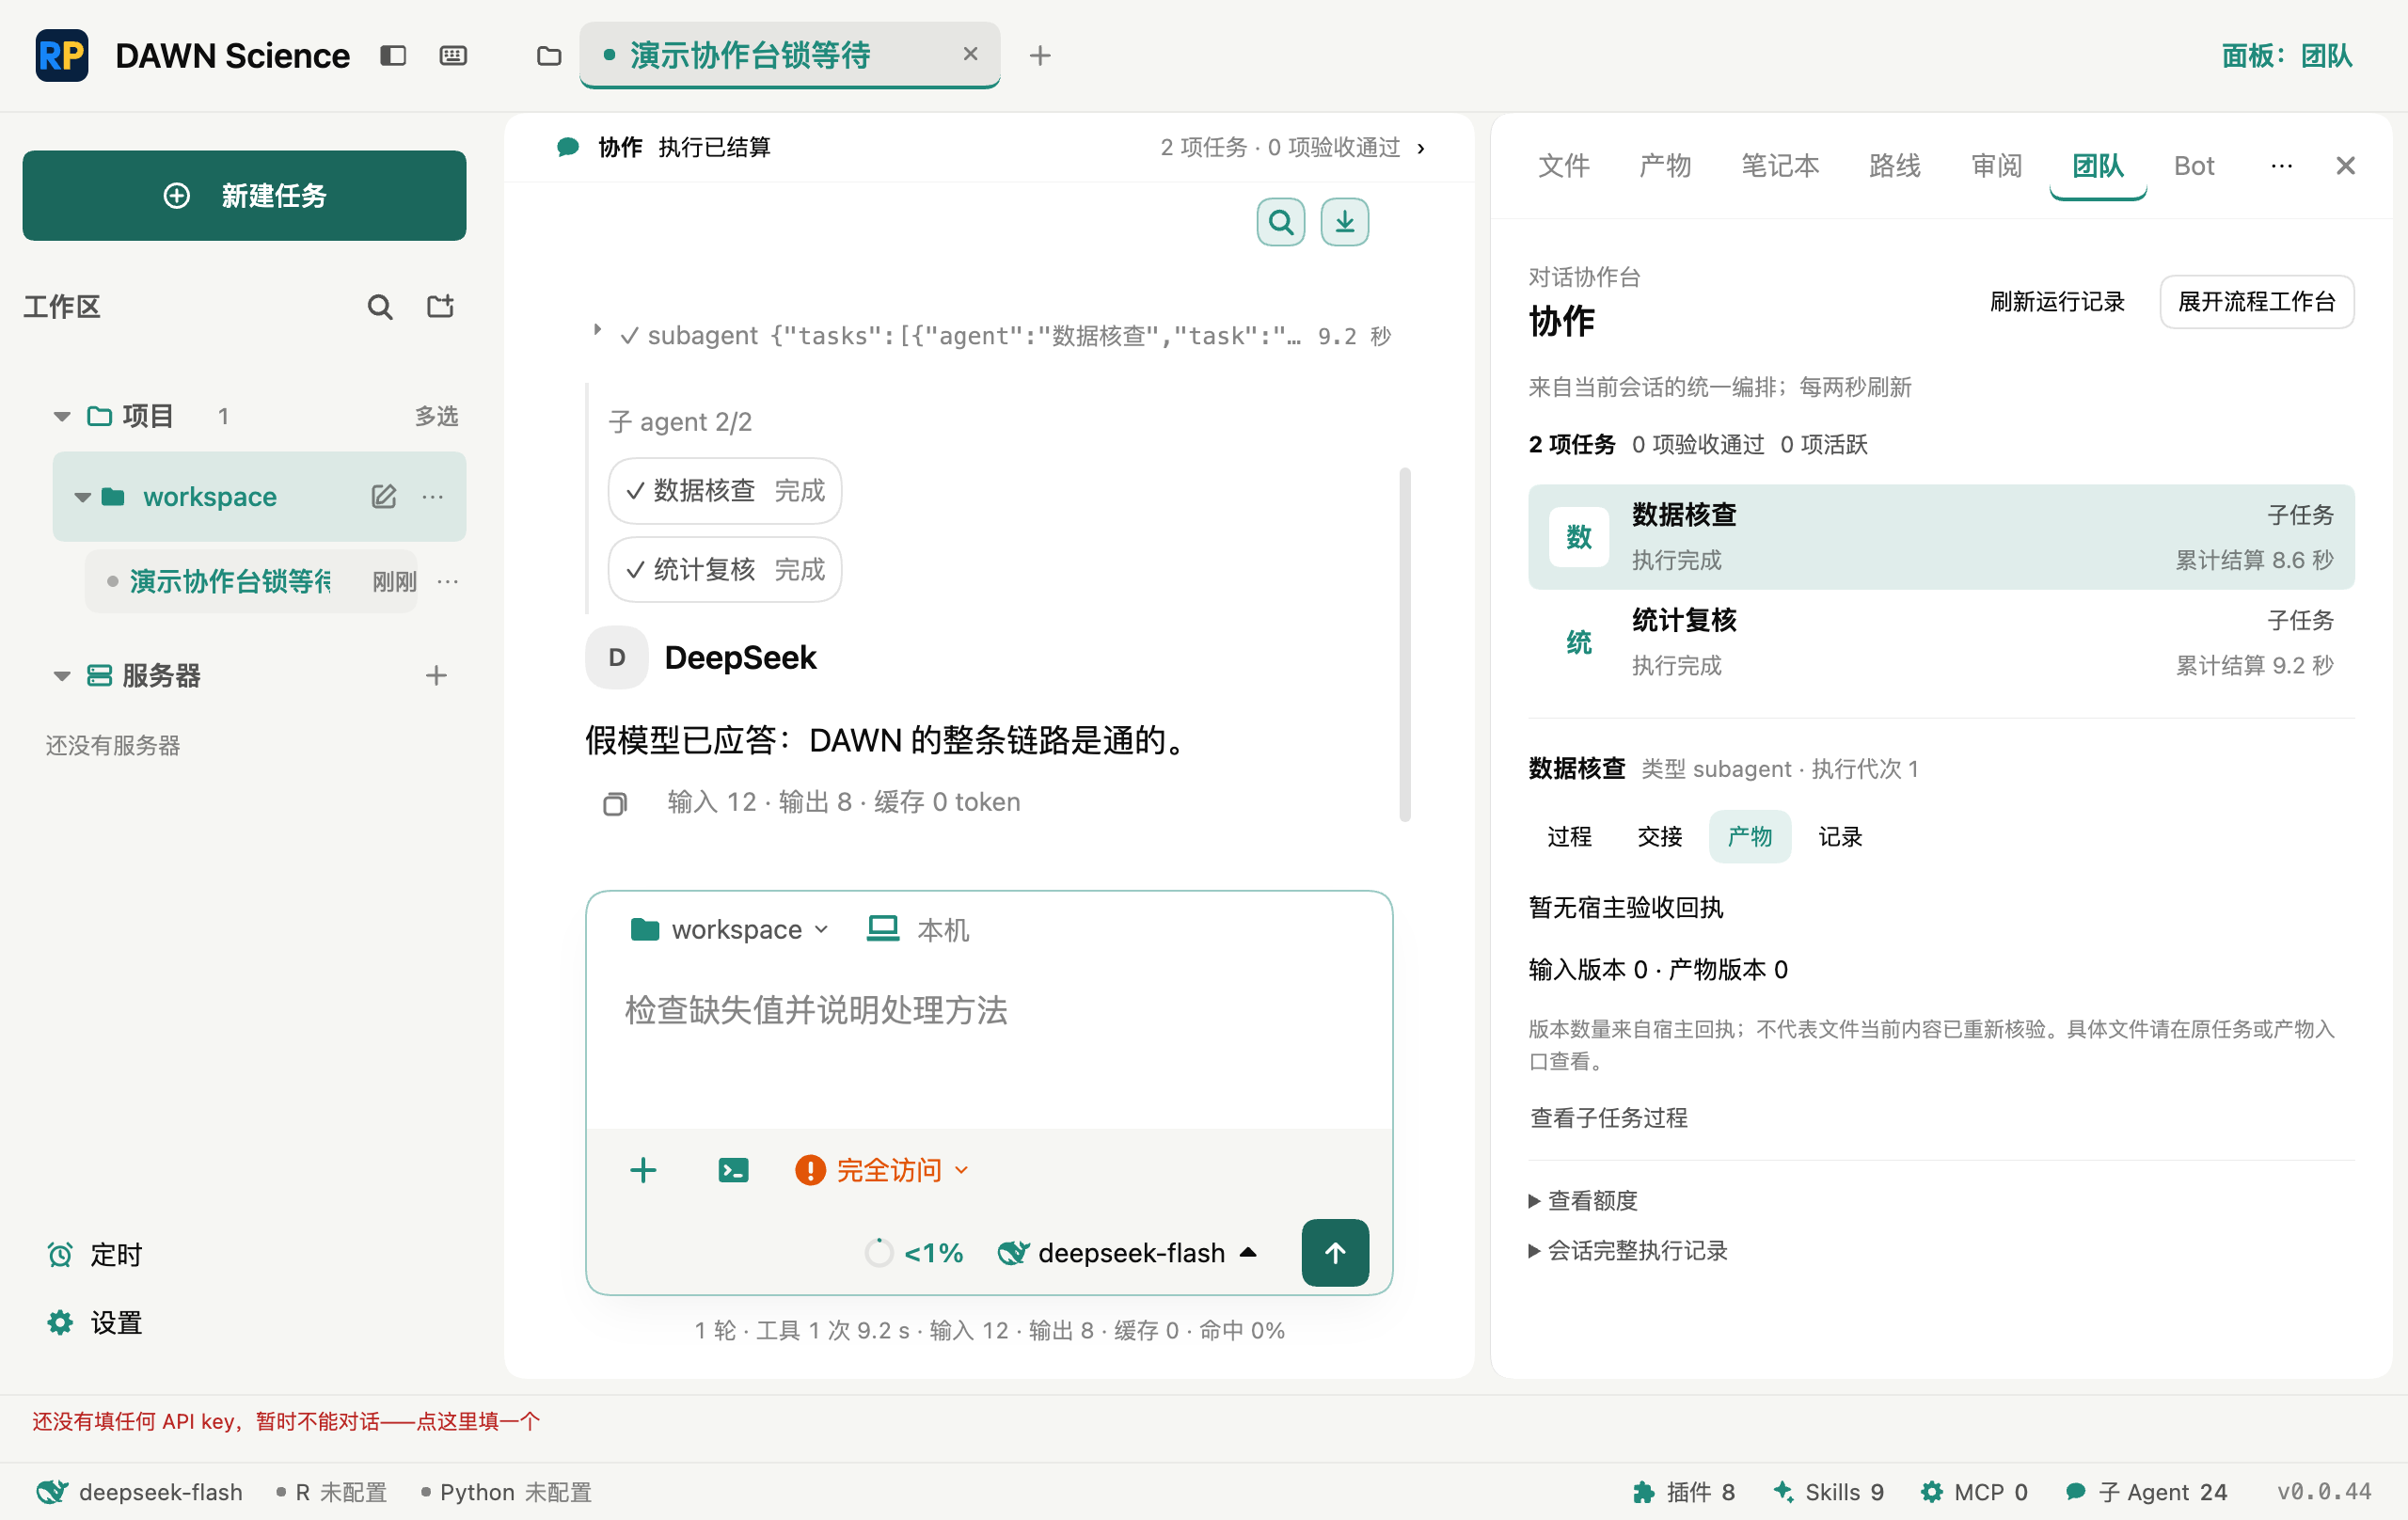 RP DAWN Science
演示协作台锁等待
面板：团队
新建任务
工作区
项目 1 多选
workspace
演示协作台锁等待 刚刚
服务器
还没有服务器
定时
设置
协作 执行已结算 2 项任务 · 0 项验收通过
subagent {"tasks":[{"agent":"数据核查","task":"… 9.2 秒
子 agent 2/2
数据核查 完成
统计复核 完成
D DeepSeek
假模型已应答：DAWN 的整条链路是通的。
输入 12 · 输出 8 · 缓存 0 token
workspace 本机
检查缺失值并说明处理方法
完全访问
<1% deepseek-flash
1 轮 · 工具 1 次 9.2 s · 输入 12 · 输出 8 · 缓存 0 · 命中 0%
文件 产物 笔记本 路线 审阅 团队 Bot ···
对话协作台
协作
刷新运行记录 展开流程工作台
来自当前会话的统一编排；每两秒刷新
2 项任务 0 项验收通过 0 项活跃
数 数据核查 子任务
执行完成 累计结算 8.6 秒
统 统计复核 子任务
执行完成 累计结算 9.2 秒
数据核查 类型 subagent · 执行代次 1
过程 交接 产物 记录
暂无宿主验收回执
输入版本 0 · 产物版本 0
版本数量来自宿主回执；不代表文件当前内容已重新核验。具体文件请在原任务或产物入
口查看。
查看子任务过程
查看额度
会话完整执行记录
还没有填任何 API key，暂时不能对话——点这里填一个
deepseek-flash R 未配置 Python 未配置
插件 8 Skills 9 MCP 0 子 Agent 24 v0.0.44